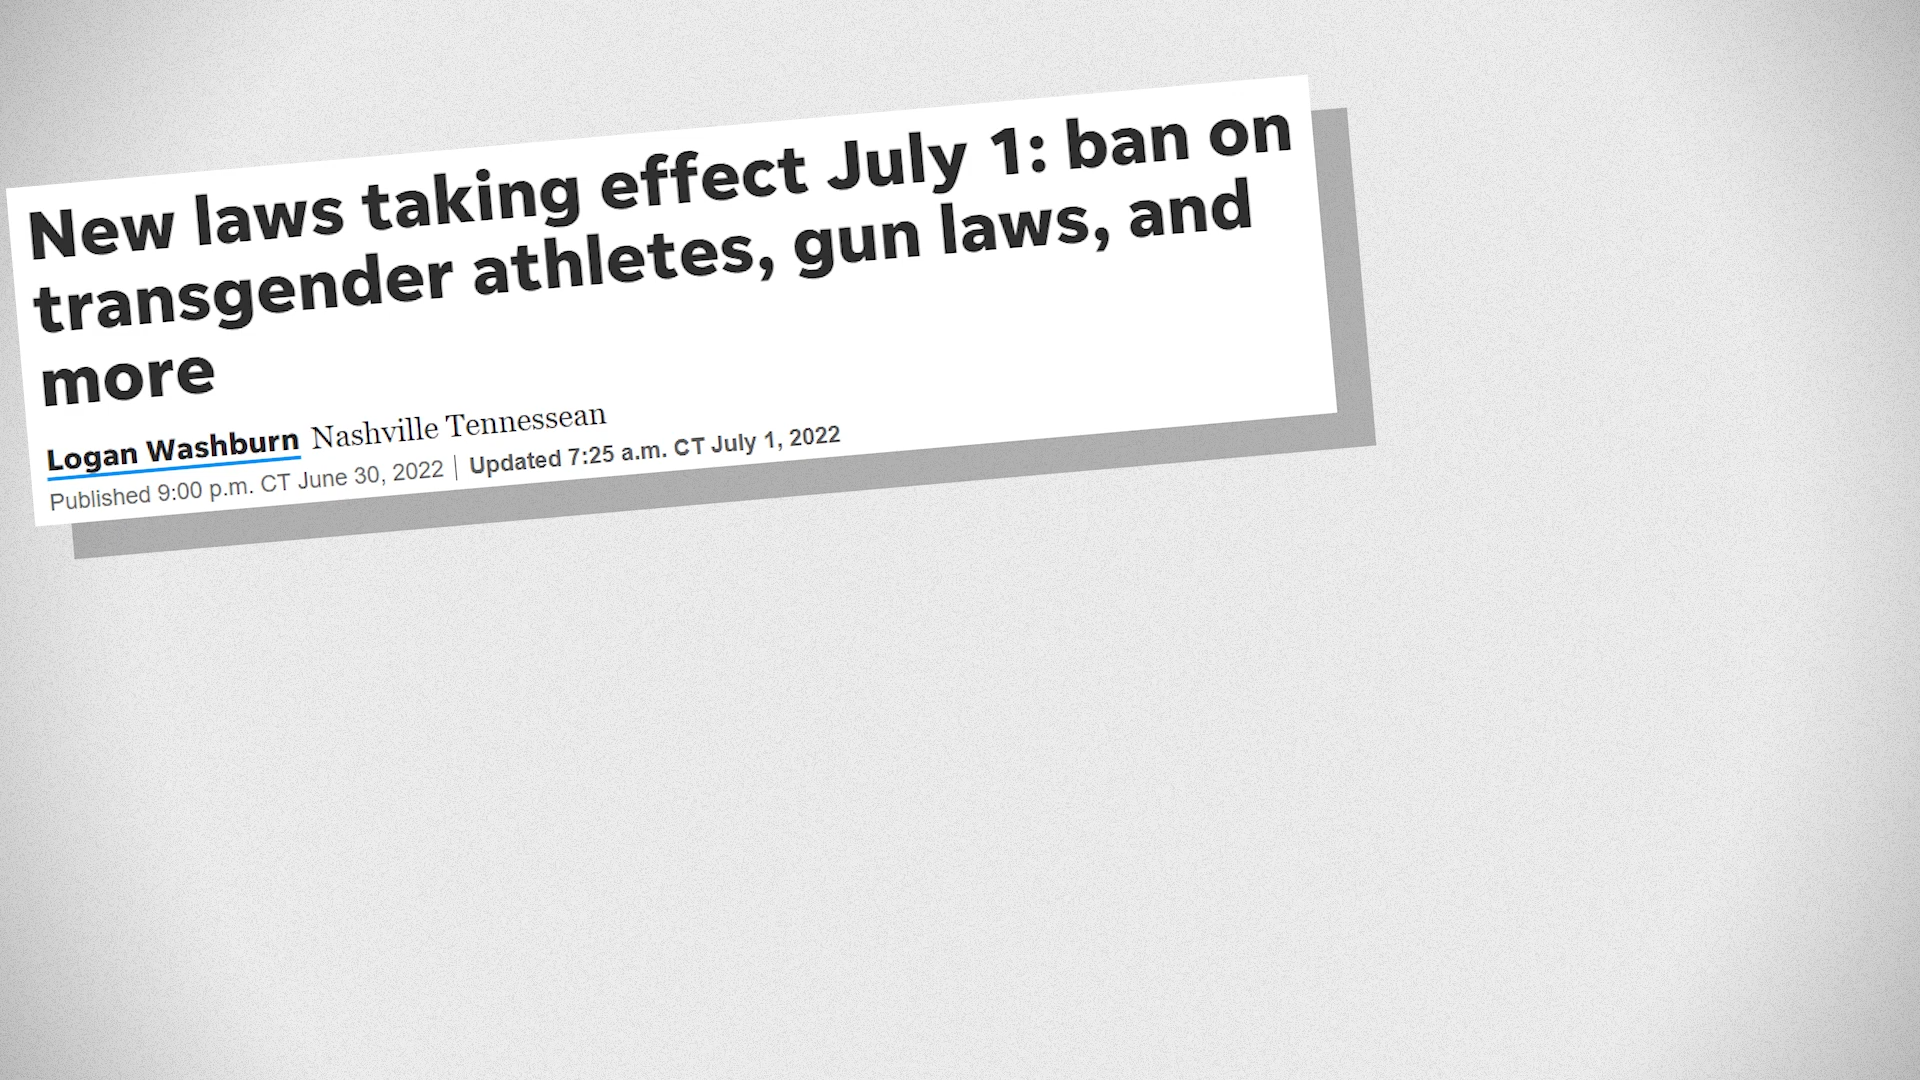 New laws taking effect July 1: ban on
transgender athletes, gun laws, and
more
Logan Washburn Nashville Tennessean
Published 9:00 p.m. CT June 30, 2022 | Updated 7:25 a.m. CT July 1, 2022